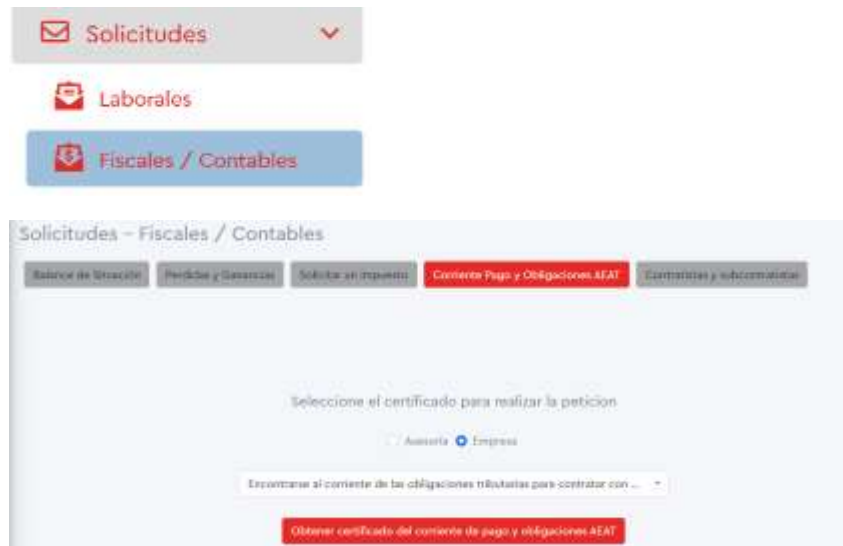 Solicitudes
Laborales
Fiscales / Contables
Solicitudes - Fiscales / Contables
Balance de Situación Perdidas y Ganancias Solicitar un impuesto Corriente Pago y Obligaciones AEAT Contratistas y subcontratistas
Seleccione el certificado para realizar la peticion
Asesoría Empresa
Encontrarse al corriente de las obligaciones tributarias para contratar con ...
Obtener certificado del corriente de pago y obligaciones AEAT